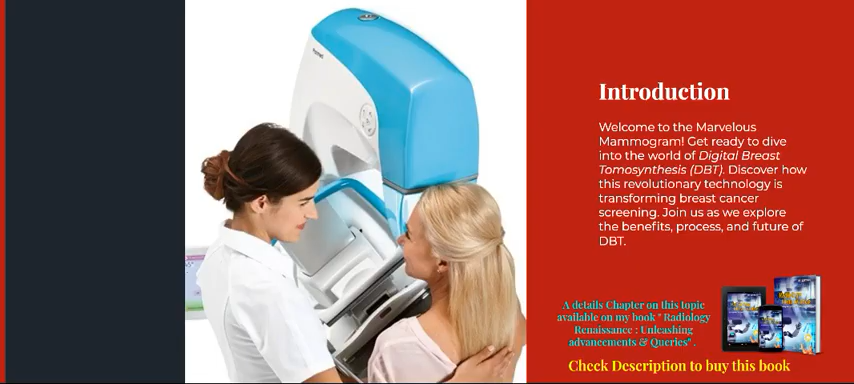 Introduction
Welcome to the Marvelous
Mammogram! Get ready to dive
into the world of Digital Breast
Tomosynthesis (DBT). Discover how
this revolutionary technology is
transforming breast cancer
screening. Join us as we explore
the benefits, process, and future of
DBT.
A details Chapter on this topic
available on my book " Radiology
Renaissance : Unleashing
advancements & Queries" .
Check Description to buy this book